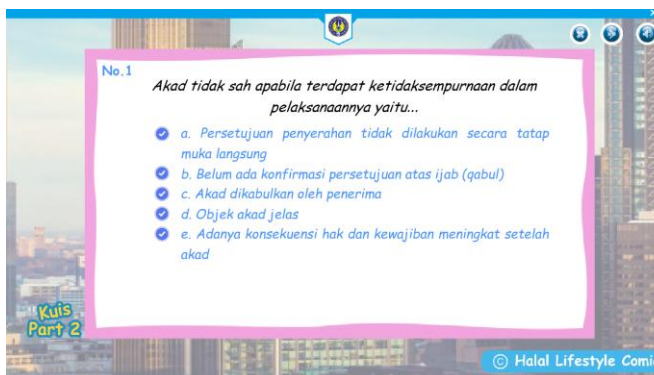 No.1
Akad tidak sah apabila terdapat ketidaksempurnaan dalam
pelaksanaannya yaitu...
a. Persetujuan penyerahan tidak dilakukan secara tatap
muka langsung
b. Belum ada konfirmasi persetujuan atas ijab (qabul)
c. Akad dikabulkan oleh penerima
d. Objek akad jelas
e. Adanya konsekuensi hak dan kewajiban meningkat setelah
akad
Kuis
Part 2
© Halal Lifestyle Comi